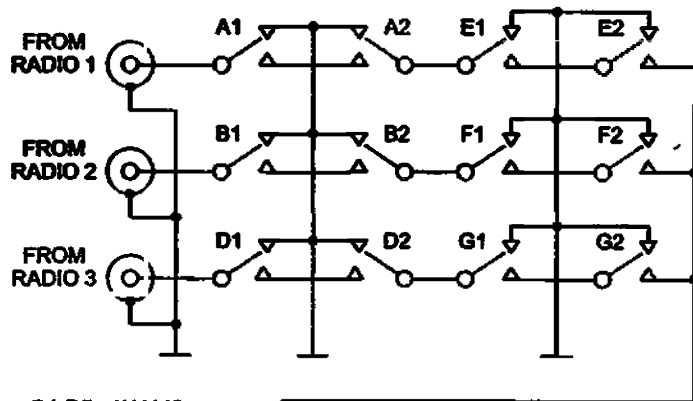 FROM RADIO 1
A1 A2 E1 E2
FROM RADIO 2
B1 B2 F1 F2
FROM RADIO 3
D1 D2 G1 G2